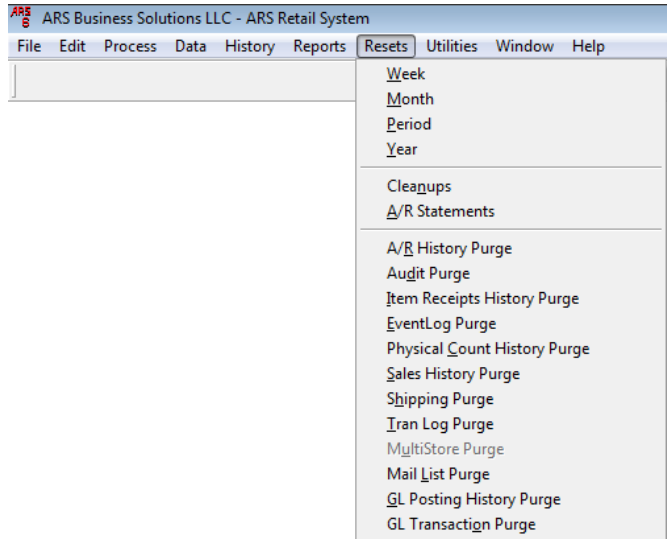 ARS 6 ARS Business Solutions LLC - ARS Retail System
File Edit Process Data History Reports Resets Utilities Window Help
Week
Month
Period
Year
Cleanups
A/R Statements
A/R History Purge
Audit Purge
Item Receipts History Purge
EventLog Purge
Physical Count History Purge
Sales History Purge
Shipping Purge
Tran Log Purge
MultiStore Purge
Mail List Purge
GL Posting History Purge
GL Transaction Purge